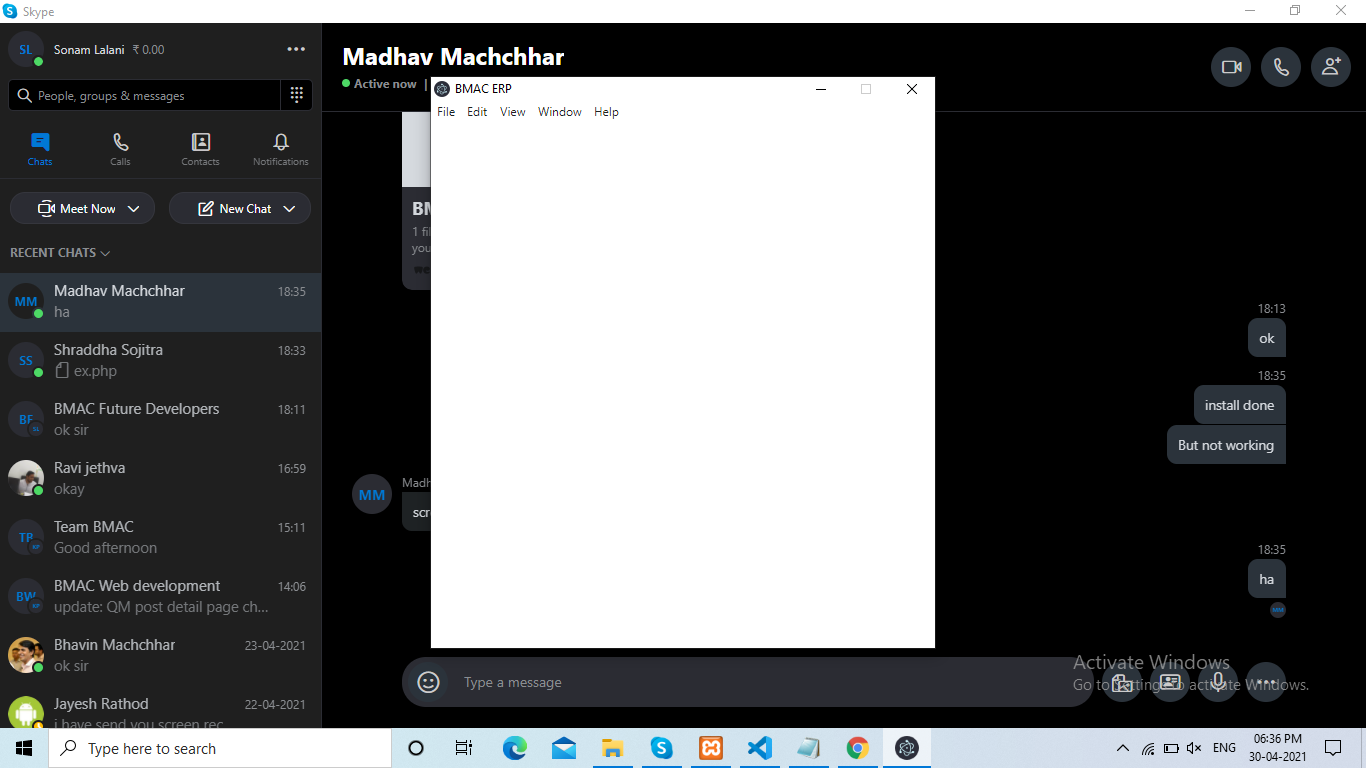 Skype
SL
Sonam Lalani ₹ 0.00
People, groups & messages
Chats
Calls
Contacts
Notifications
Meet Now
New Chat
RECENT CHATS
MM
Madhav Machchhar 18:35
ha
SS
Shraddha Sojitra 18:33
ex.php
BF
SL
BMAC Future Developers 18:11
ok sir
Ravi jethva 16:59
okay
Team BMAC 15:11
Good afternoon
BW
BMAC Web development 14:06
update: QM post detail page ch...
Bhavin Machchhar 23-04-2021
ok sir
Jayesh Rathod 22-04-2021
i have send you screen rec
Madhav Machchhar
Active now |
BMAC ERP
File Edit View Window Help
1 fi
you
18:13
ok
18:35
install done
But not working
MM
Madh
scr
18:35
ha
MM
Type a message
Activate Windows
Go to Settings to activate Windows.
Type here to search
ENG
06:36 PM
30-04-2021